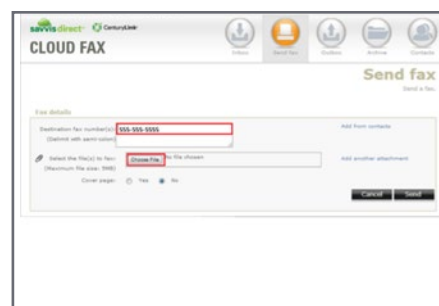 savvisdirect CenturyLink
CLOUD FAX
Inbox Send fax Outbox Archive Contacts
Send fax
Send a fax.
Fax details
Destination fax number(s): 555-555-5555 Add from contacts
(Delimit with semi-colon)
Select the file(s) to fax: Choose File No file chosen Add another attachment
(Maximum file size: 5MB)
Cover page: Yes No
Cancel Send